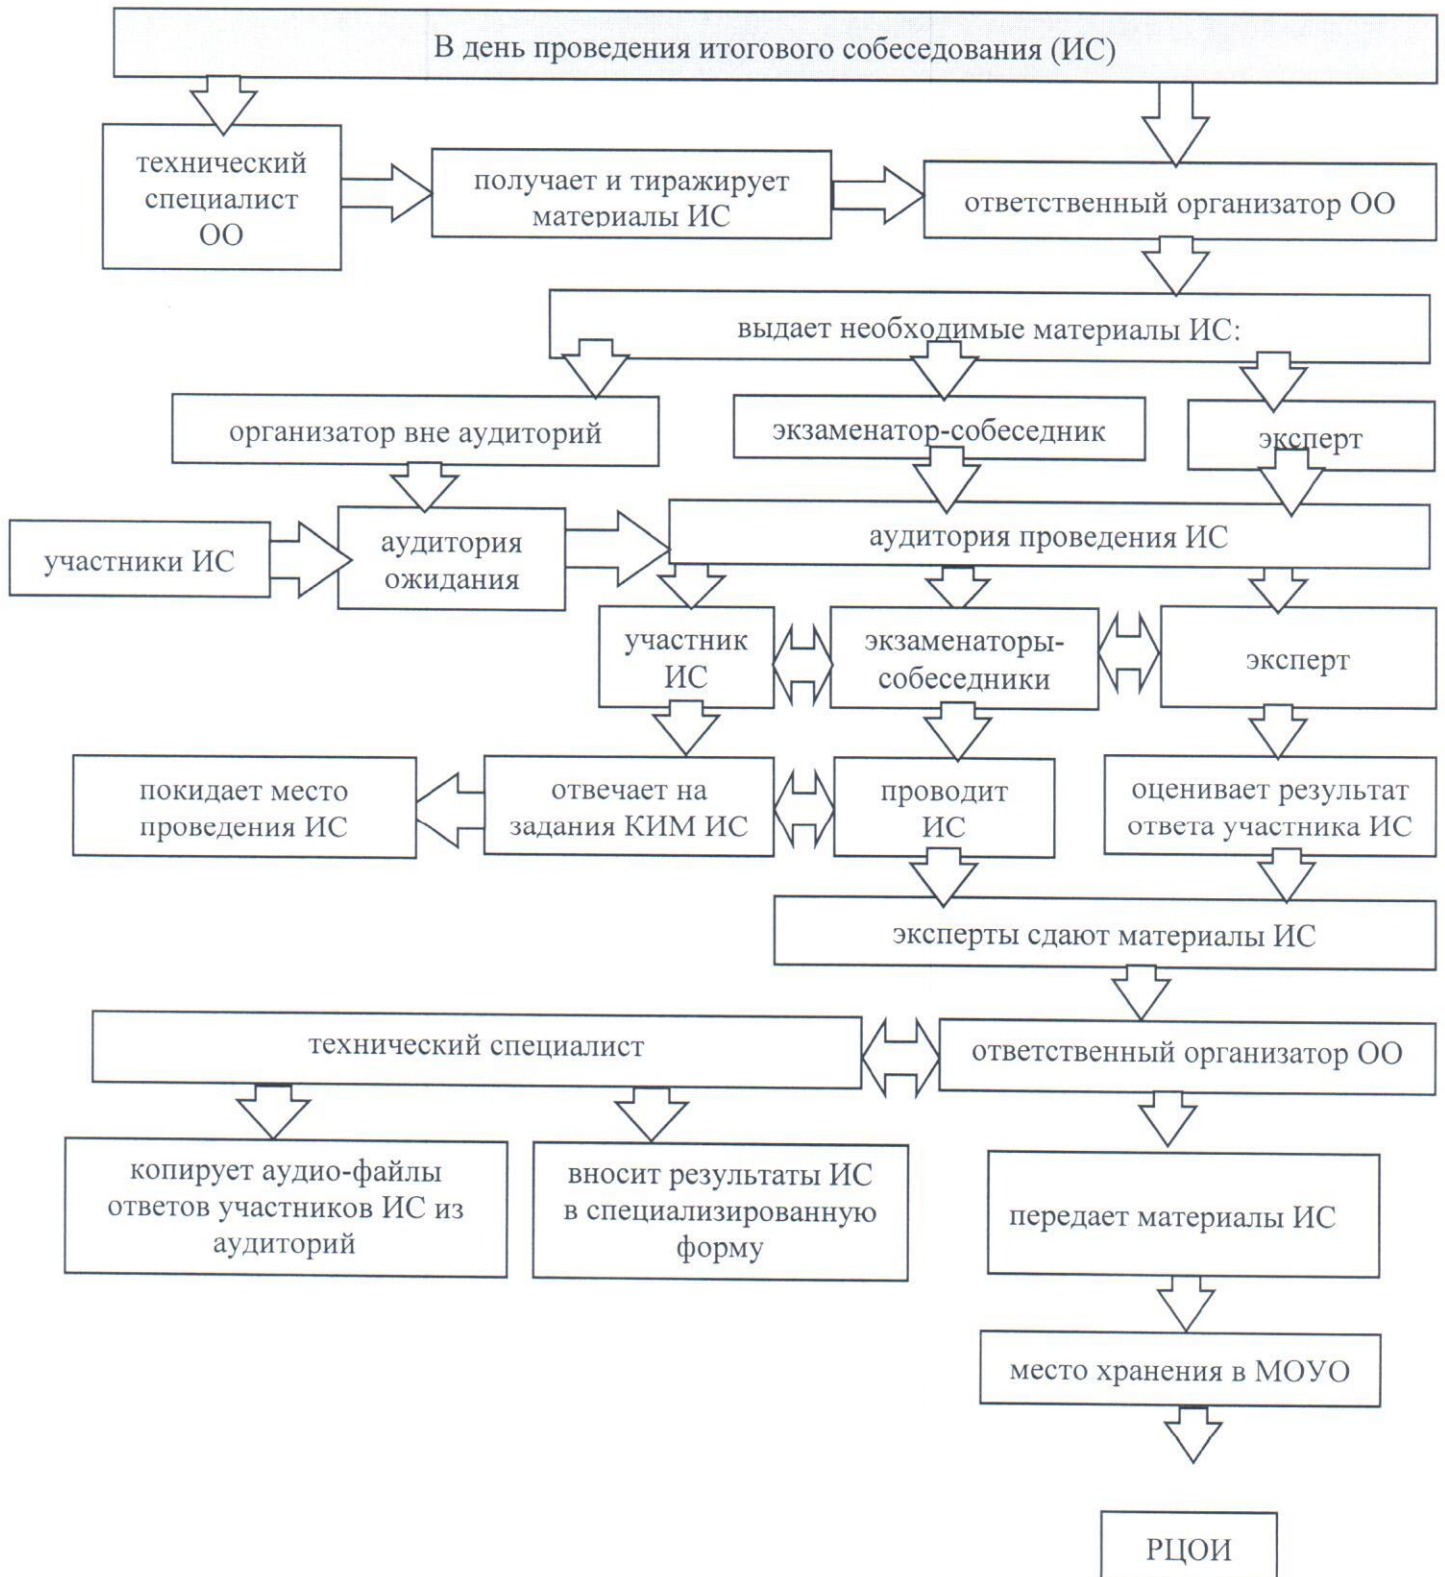 В день проведения итогового собеседования (ИС)
технический
специалист
ОО
получает и тиражирует
материалы ИС
ответственный организатор ОО
выдает необходимые материалы ИС:
организатор вне аудиторий
экзаменатор-собеседник
эксперт
участники ИС
аудитория
ожидания
аудитория проведения ИС
участник
ИС
экзаменаторы-
собеседники
эксперт
покидает место
проведения ИС
отвечает на
задания КИМ ИС
проводит
ИС
оценивает результат
ответа участника ИС
эксперты сдают материалы ИС
технический специалист
ответственный организатор ОО
копирует аудио-файлы
ответов участников ИС из
аудиторий
вносит результаты ИС
в специализированную
форму
передает материалы ИС
место хранения в МОУО
РЦОИ